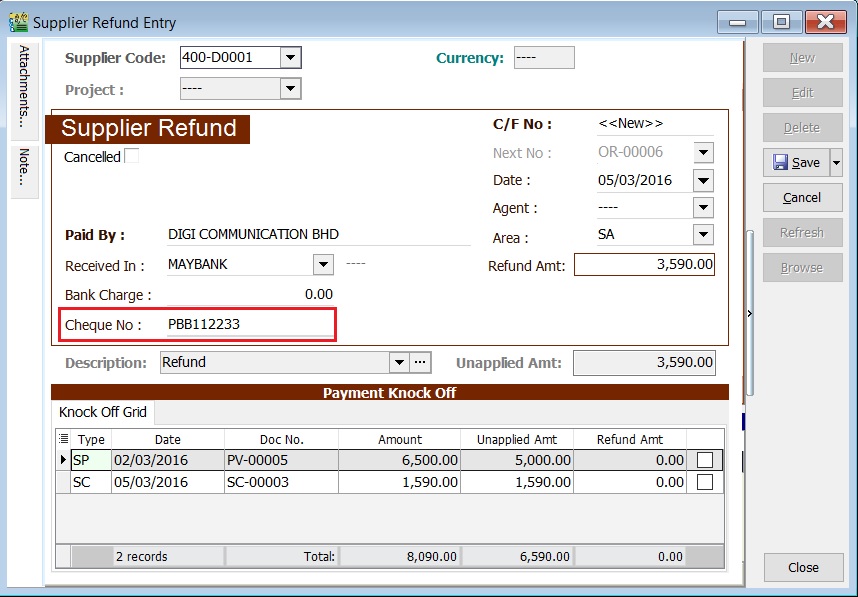 Supplier Refund Entry
Attachments...
Note...
Supplier Code: 400-D0001 Currency: ----
Project : ----
Supplier Refund
Cancelled
C/F No : <<New>>
Next No : OR-00006
Date : 05/03/2016
Agent : ----
Area : SA
Paid By : DIGI COMMUNICATION BHD
Received In : MAYBANK ----
Refund Amt: 3,590.00
Bank Charge : 0.00
Cheque No : PBB112233
Description: Refund ... Unapplied Amt: 3,590.00
Payment Knock Off
Knock Off Grid
Type Date Doc No. Amount Unapplied Amt Refund Amt
SP 02/03/2016 PV-00005 6,500.00 5,000.00 0.00
SC 05/03/2016 SC-00003 1,590.00 1,590.00 0.00
2 records Total: 8,090.00 6,590.00 0.00
New
Edit
Delete
Save
Cancel
Refresh
Browse
Close